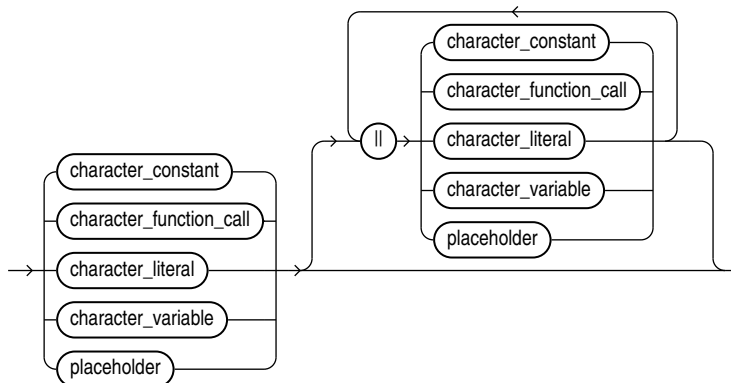 character_constant
character_function_call
||
character_literal
character_variable
placeholder
character_constant
character_function_call
character_literal
character_variable
placeholder